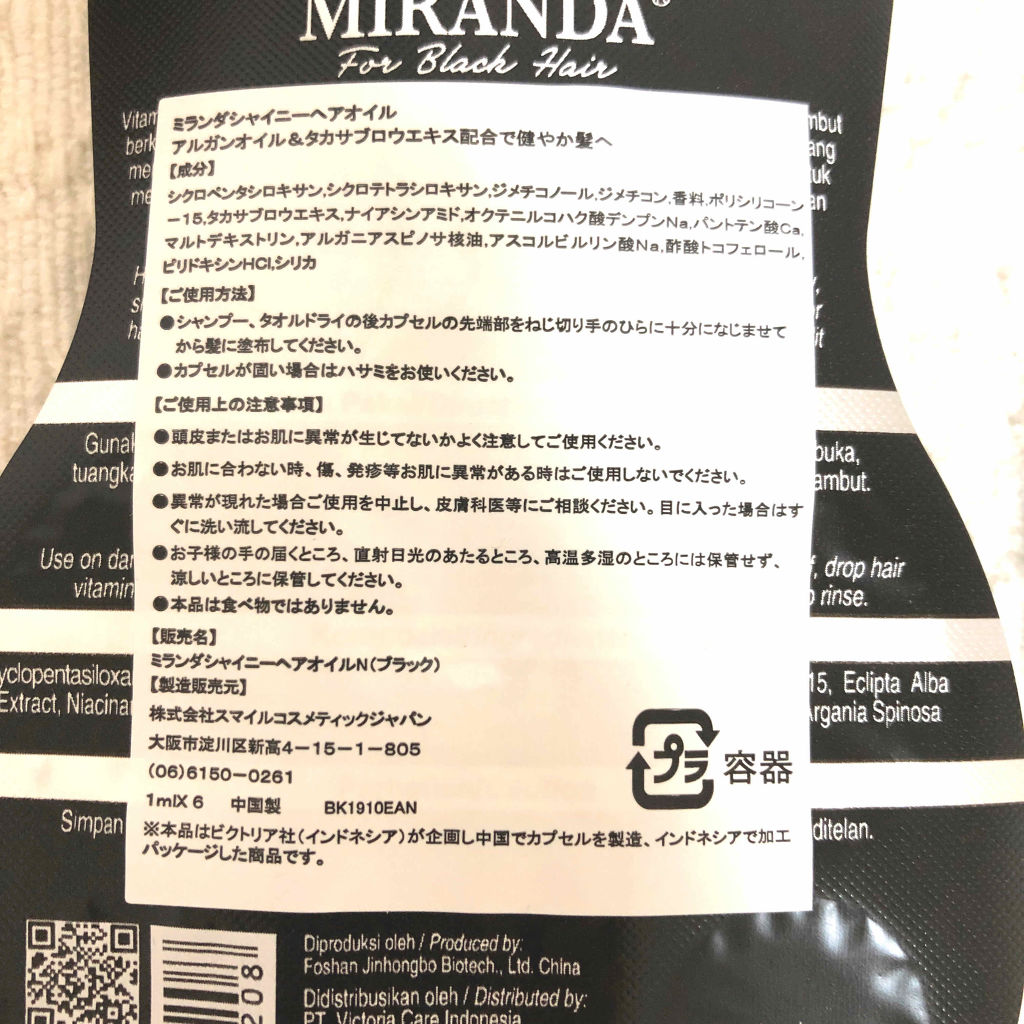 MIRANDA®
For Black Hair
ミランダシャイニーヘアオイル
アルガンオイル&タカサブロウエキス配合で健やか髪へ
【成分】
シクロペンタシロキサン,シクロテトラシロキサン,ジメチコノール,ジメチコン,香料,ポリシリコーン
ー15,タカサブロウエキス,ナイアシンアミド,オクテニルコハク酸デンプンNa,パントテン酸Ca,
マルトデキストリン,アルガニアスピノサ核油,アスコルビルリン酸Na,酢酸トコフェロール,
ピリドキシンHCl,シリカ
【ご使用方法】
●シャンプー、タオルドライの後カプセルの先端部をねじ切り手のひらに十分になじませて
から髪に塗布してください。
●カプセルが固い場合はハサミをお使いください。
【ご使用上の注意事項】
●頭皮またはお肌に異常が生じてないかよく注意してご使用ください。
●お肌に合わない時、傷、発疹等お肌に異常がある時はご使用しないでください。
●異常が現れた場合ご使用を中止し、皮膚科医等にご相談ください。目に入った場合はす
ぐに洗い流してください。
●お子様の手の届くところ、直射日光のあたるところ、高温多湿のところには保管せず、
涼しいところに保管してください。
●本品は食べ物ではありません。
【販売名】
ミランダシャイニーヘアオイルN(ブラック)
【製造販売元】
株式会社スマイルコスメティックジャパン
大阪市淀川区新高4-15-1-805
(06)6150-0261
1mlX6 中国製 BK1910EAN
プラ 容器
※本品はビクトリア社(インドネシア)が企画し中国でカプセルを製造、インドネシアで加工
パッケージした商品です。
tuangka
ambut.
Use on
drop hair
vitamin
rinse.
15, Eclipta Alba
Extract,
Spinosa
Simpan
208
Diproduksi oleh / Produced by:
Foshan Jinhongbo Biotech., Ltd. China
Didistribusikan oleh / Distributed by:
PT. Victoria Care Indonesia